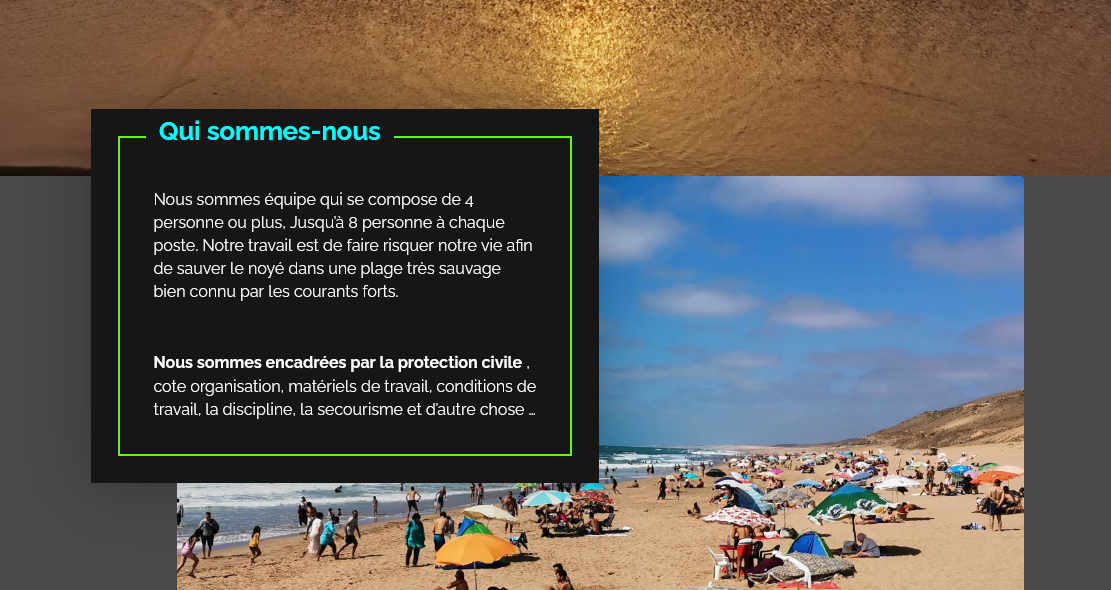 Qui sommes-nous
Nous sommes équipe qui se compose de 4
personne ou plus, Jusqu'à 8 personne à chaque
poste. Notre travail est de faire risquer notre vie afin
de sauver le noyé dans une plage très sauvage
bien connu par les courants forts.
Nous sommes encadrées par la protection civile ,
cote organisation, matériels de travail, conditions de
travail, la discipline, la secourisme et d'autre chose ...